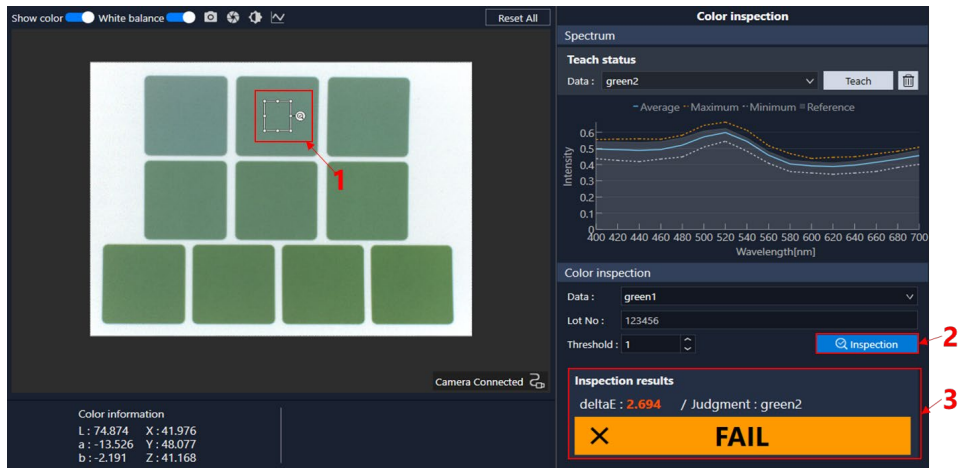 Show color White balance Reset All
Color inspection
Spectrum
Teach status
Data : green2 Teach
Average Maximum Minimum Reference
Intensity
0.6
0.5
0.4
0.3
0.2
0.1
0
400 420 440 460 480 500 520 540 560 580 600 620 640 660 680 700
Wavelength[nm]
1
Color inspection
Data : green1
Lot No : 123456
Threshold : 1 Inspection
2
Inspection results
deltaE : 2.694 / Judgment : green2
× FAIL
3
Camera Connected
Color information
L : 74.874 X : 41.976
a : -13.526 Y : 48.077
b : -2.191 Z : 41.168